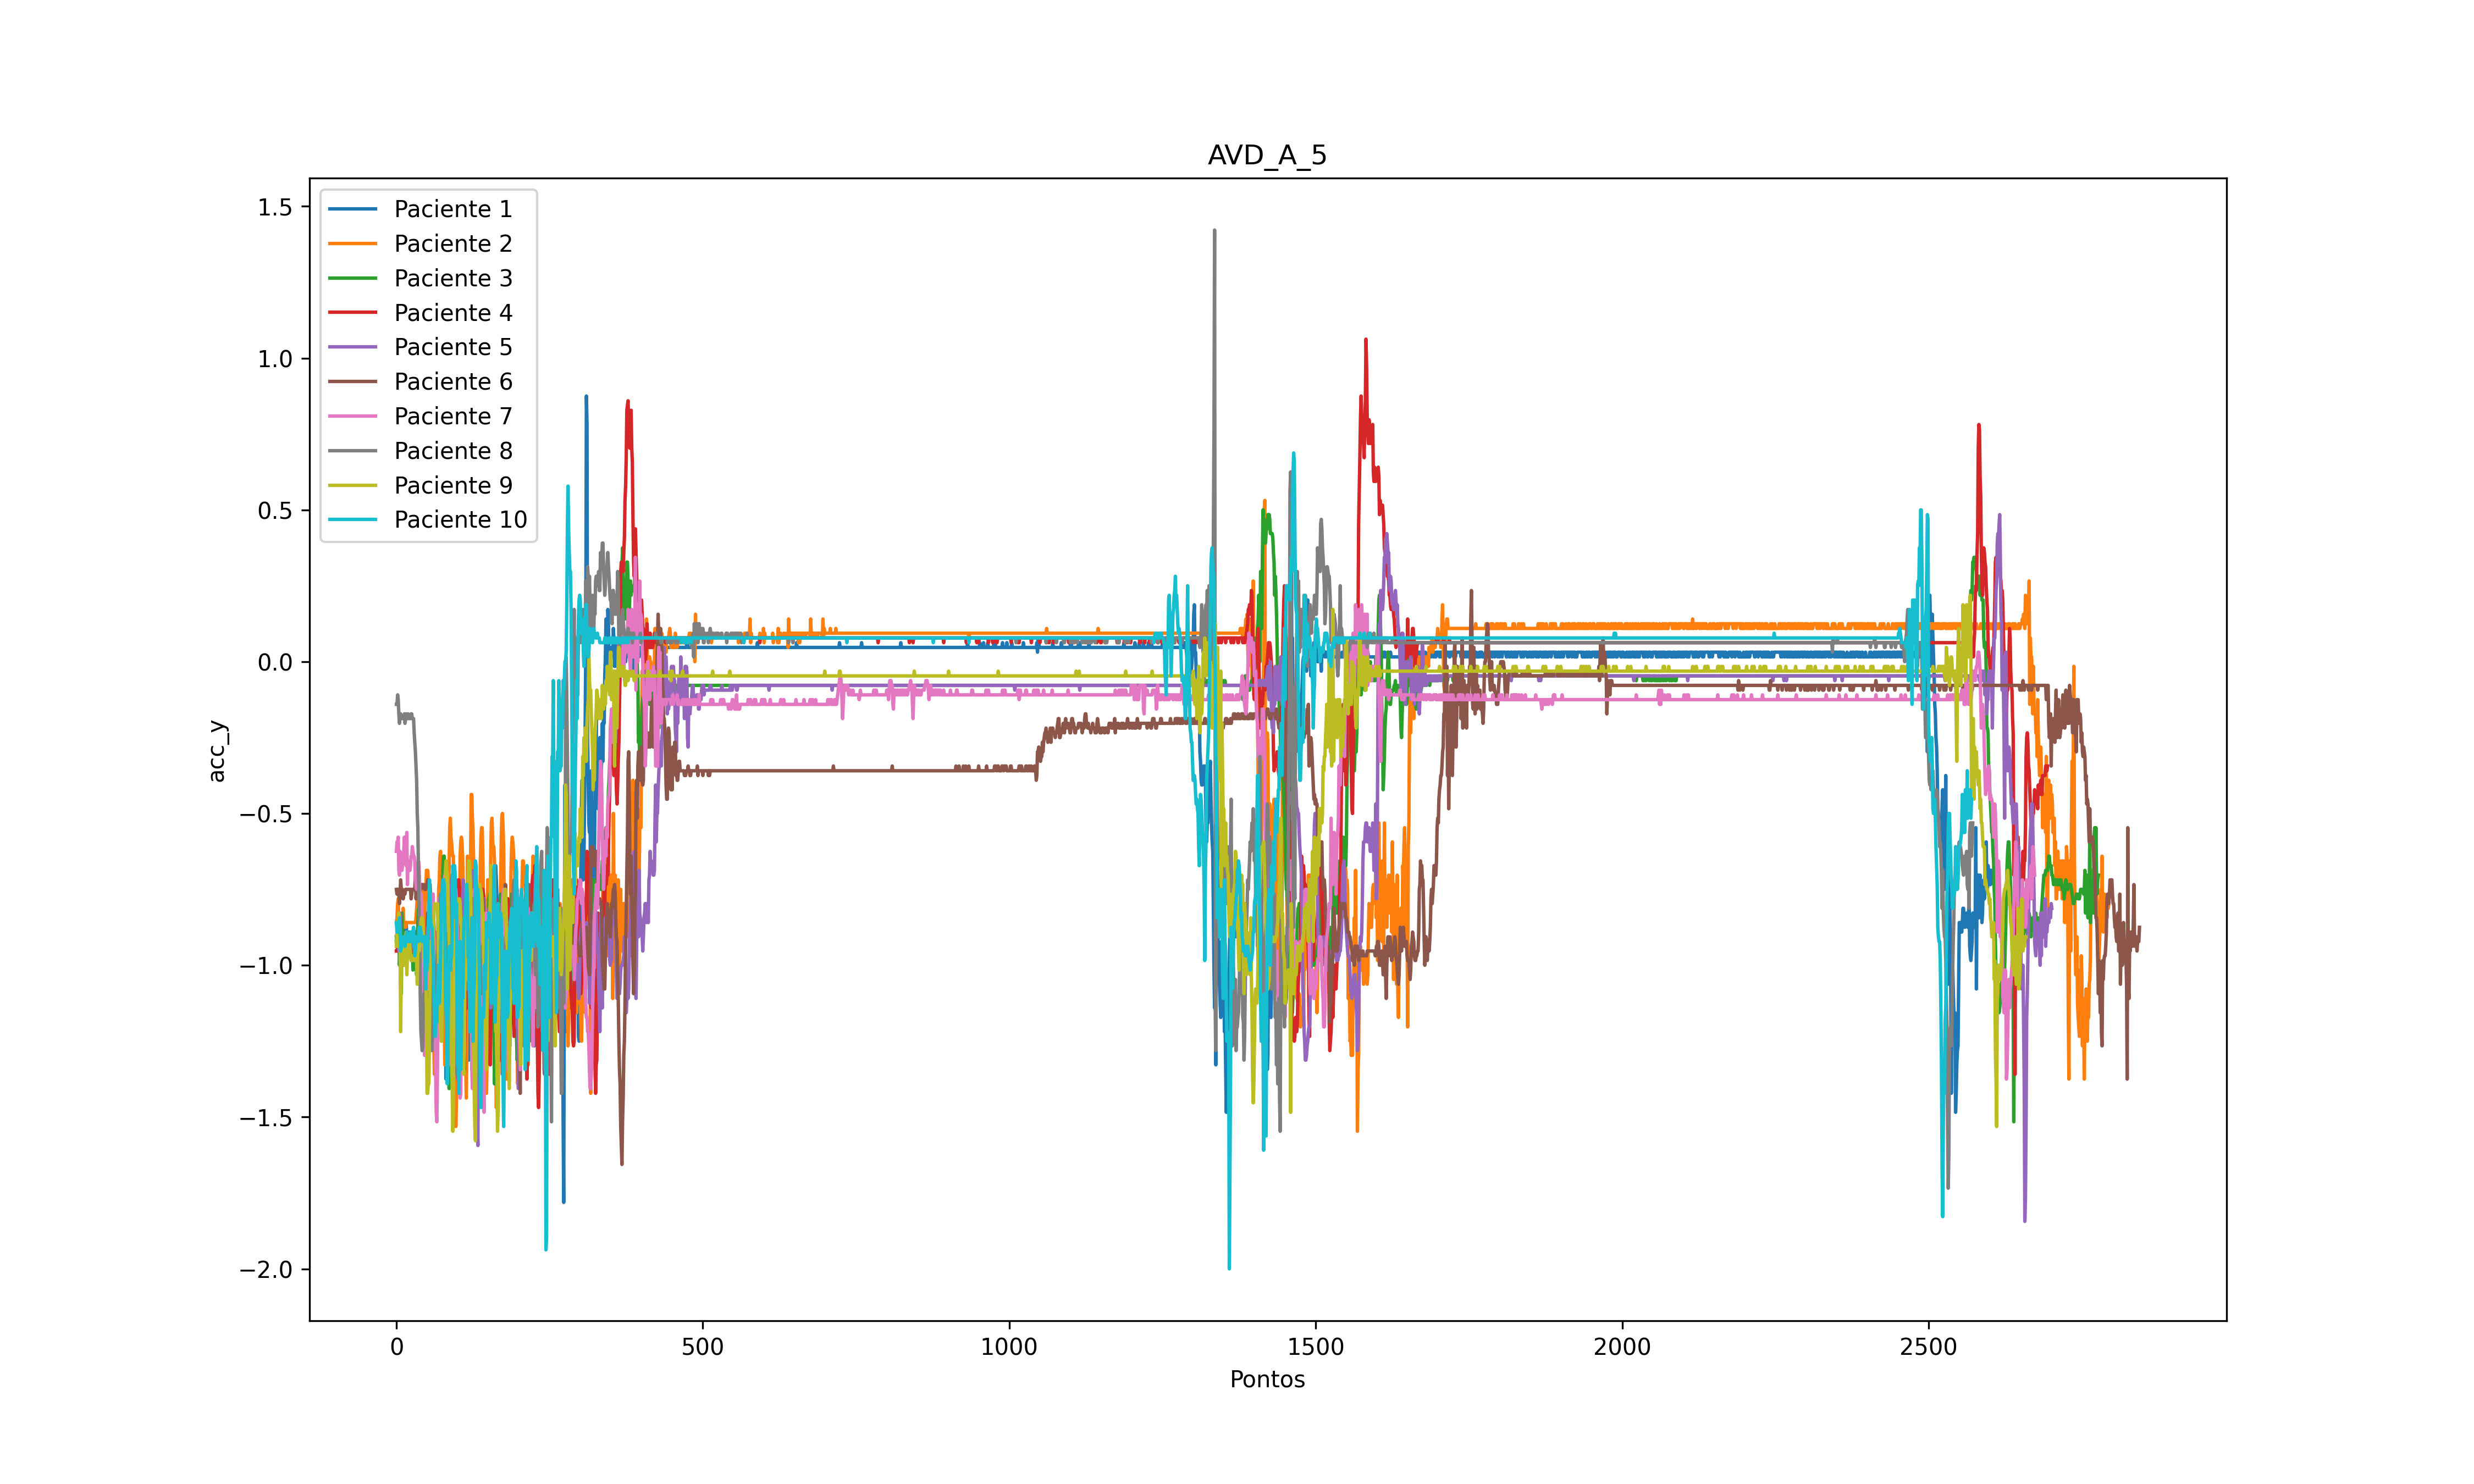 AVD_A_5
1.5
1.0
0.5
0.0
−0.5
−1.0
−1.5
−2.0
acc_y
Paciente 1
Paciente 2
Paciente 3
Paciente 4
Paciente 5
Paciente 6
Paciente 7
Paciente 8
Paciente 9
Paciente 10
0 500 1000 1500 2000 2500
Pontos